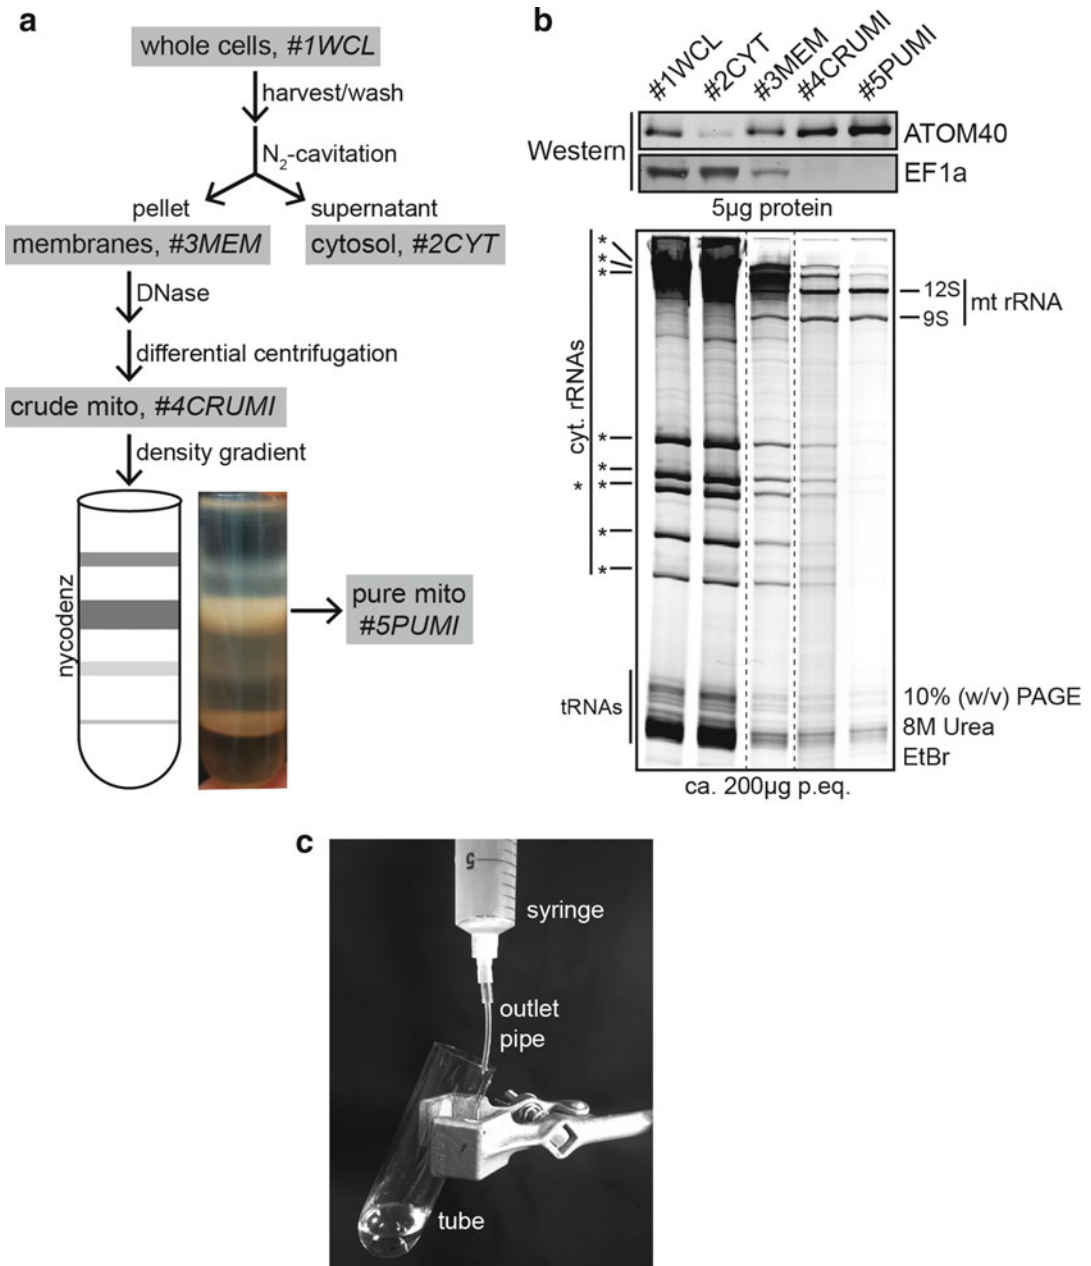 a
whole cells, #1WCL
harvest/wash
N2-cavitation
pellet
supernatant
membranes, #3MEM
cytosol, #2CYT
DNase
differential centrifugation
crude mito, #4CRUMI
density gradient
nycodenz
pure mito
#5PUMI
b
#1WCL
#2CYT
#3MEM
#4CRUMI
#5PUMI
Western
ATOM40
EF1a
5µg protein
*
*
*
12S
9S
mt rRNA
cyt. rRNAs
*
*
*
*
*
*
tRNAs
10% (w/v) PAGE
8M Urea
EtBr
ca. 200µg p.eq.
c
5
syringe
outlet
pipe
tube